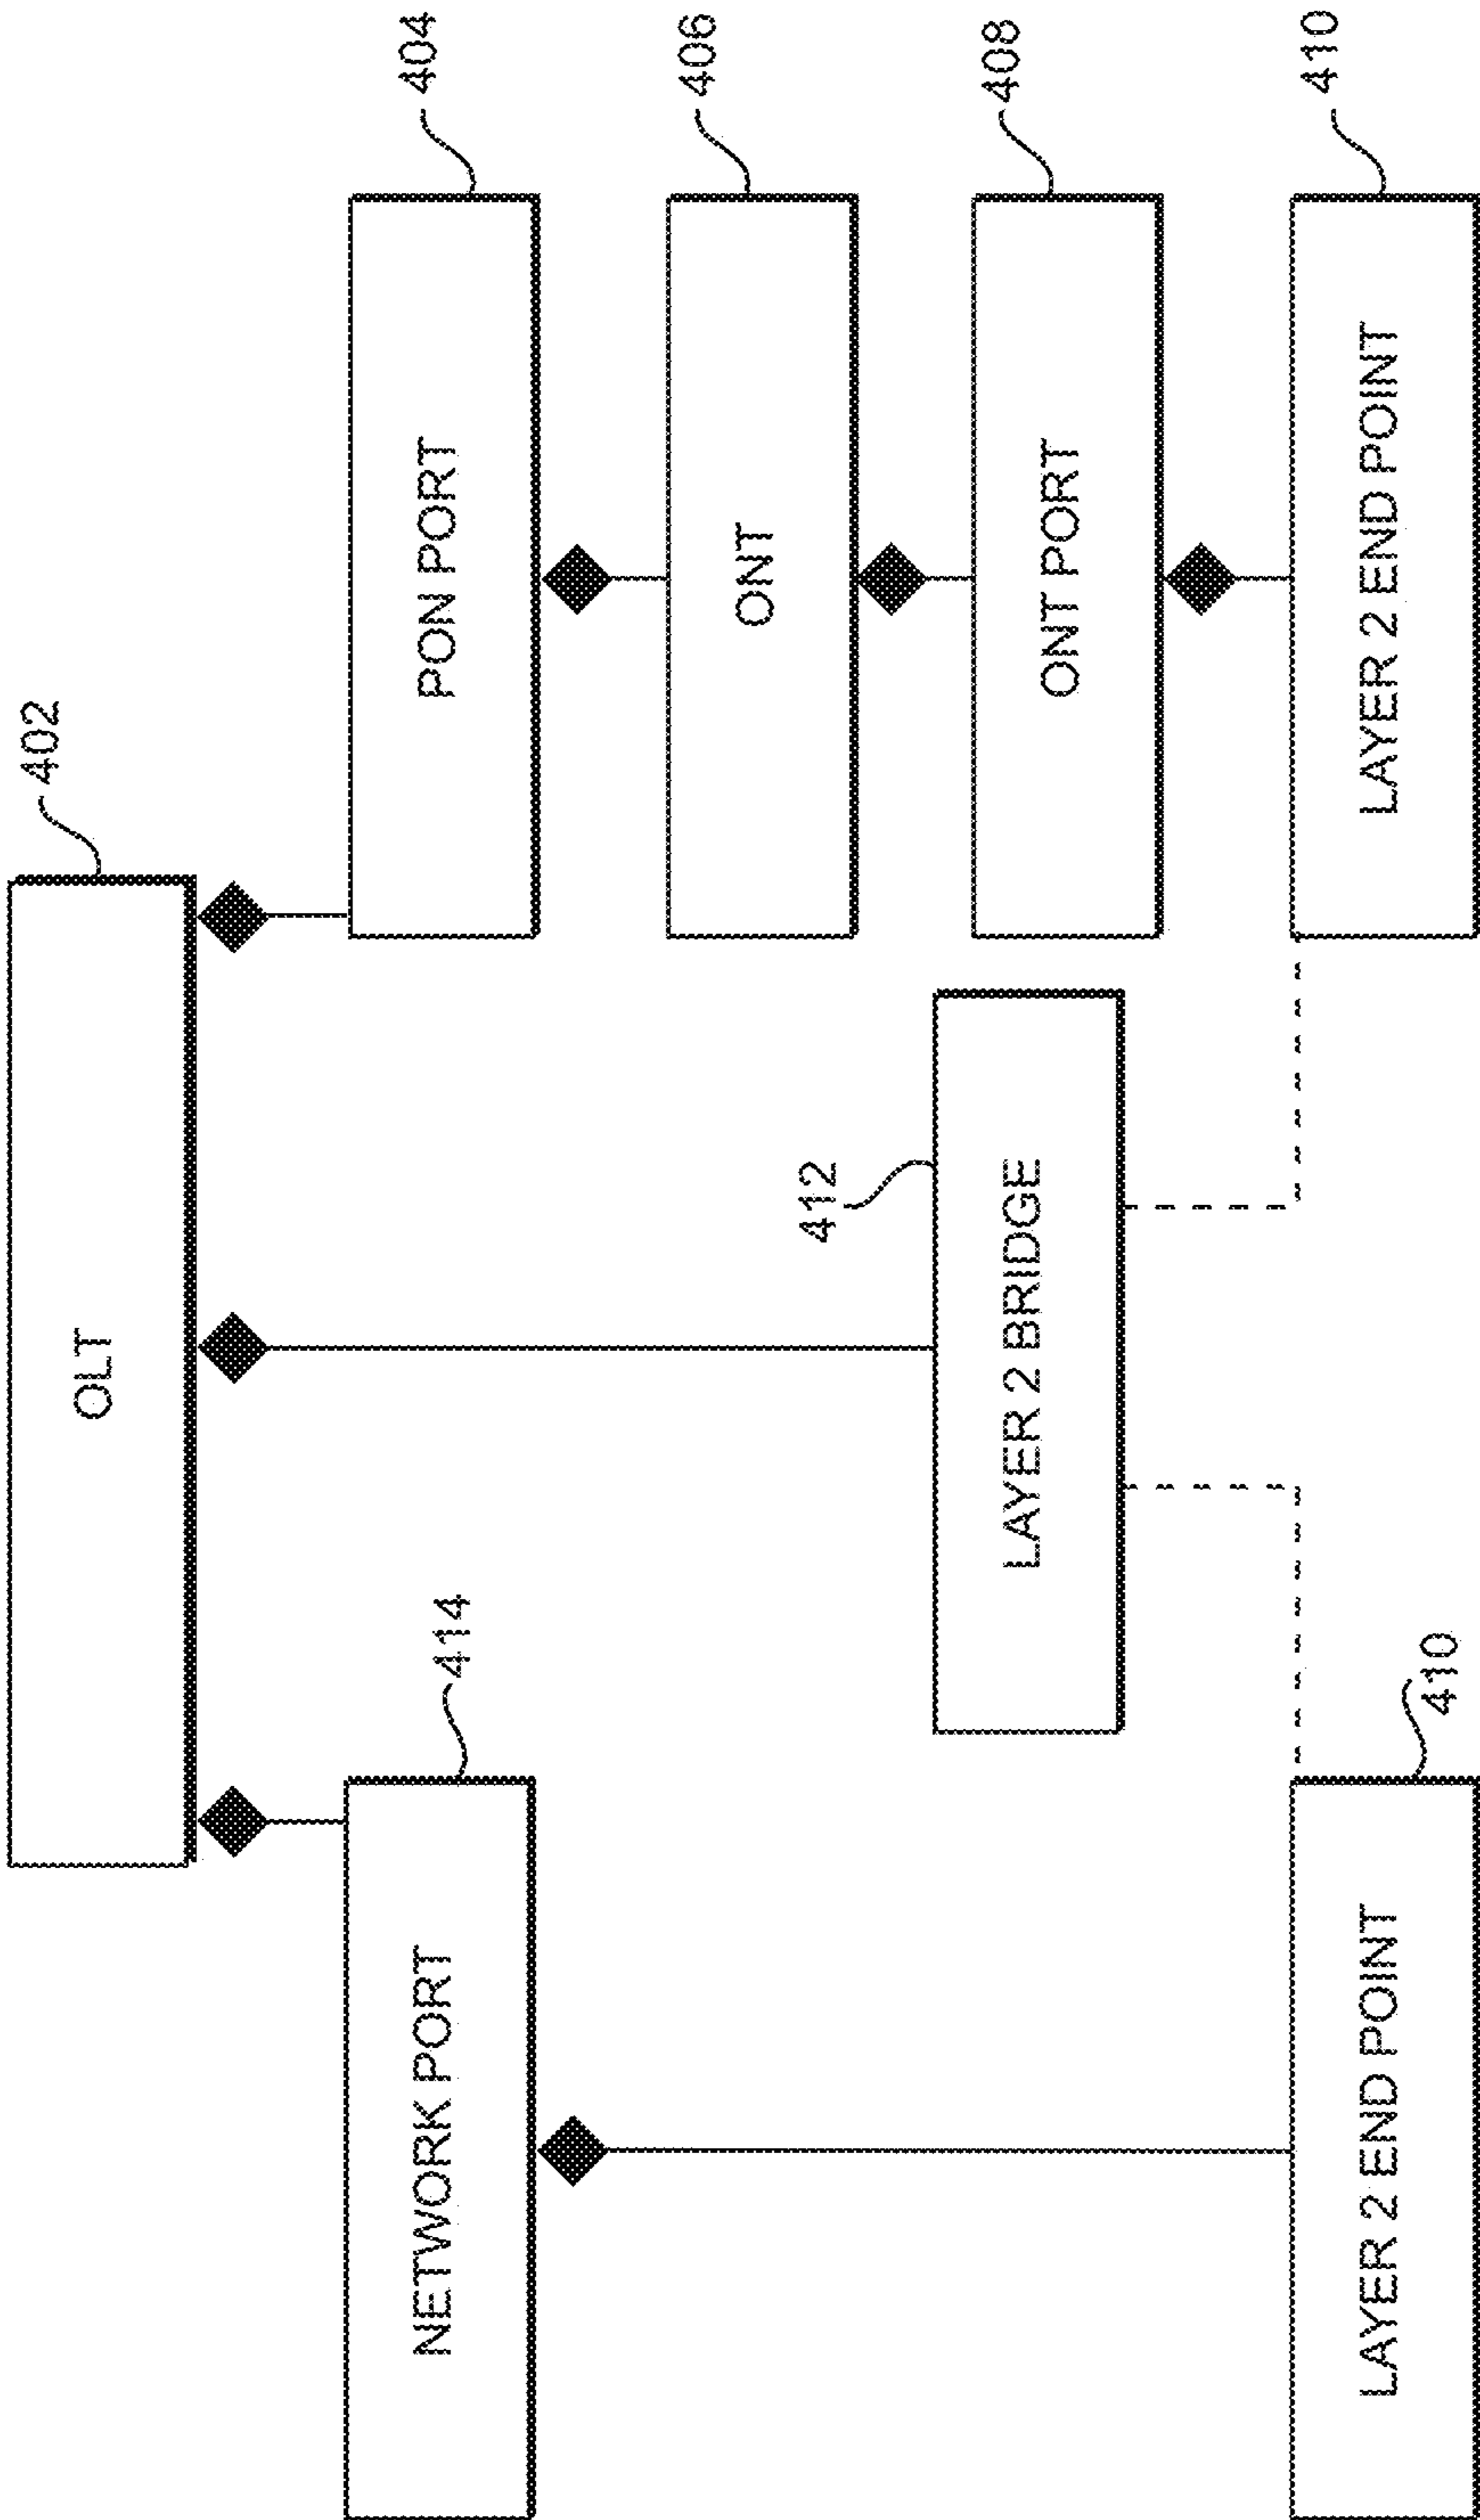 OLT
402
NETWORK PORT
414
PON PORT
404
ONT
406
LAYER 2 BRIDGE
412
ONT PORT
408
LAYER 2 END POINT
410
LAYER 2 END POINT
410